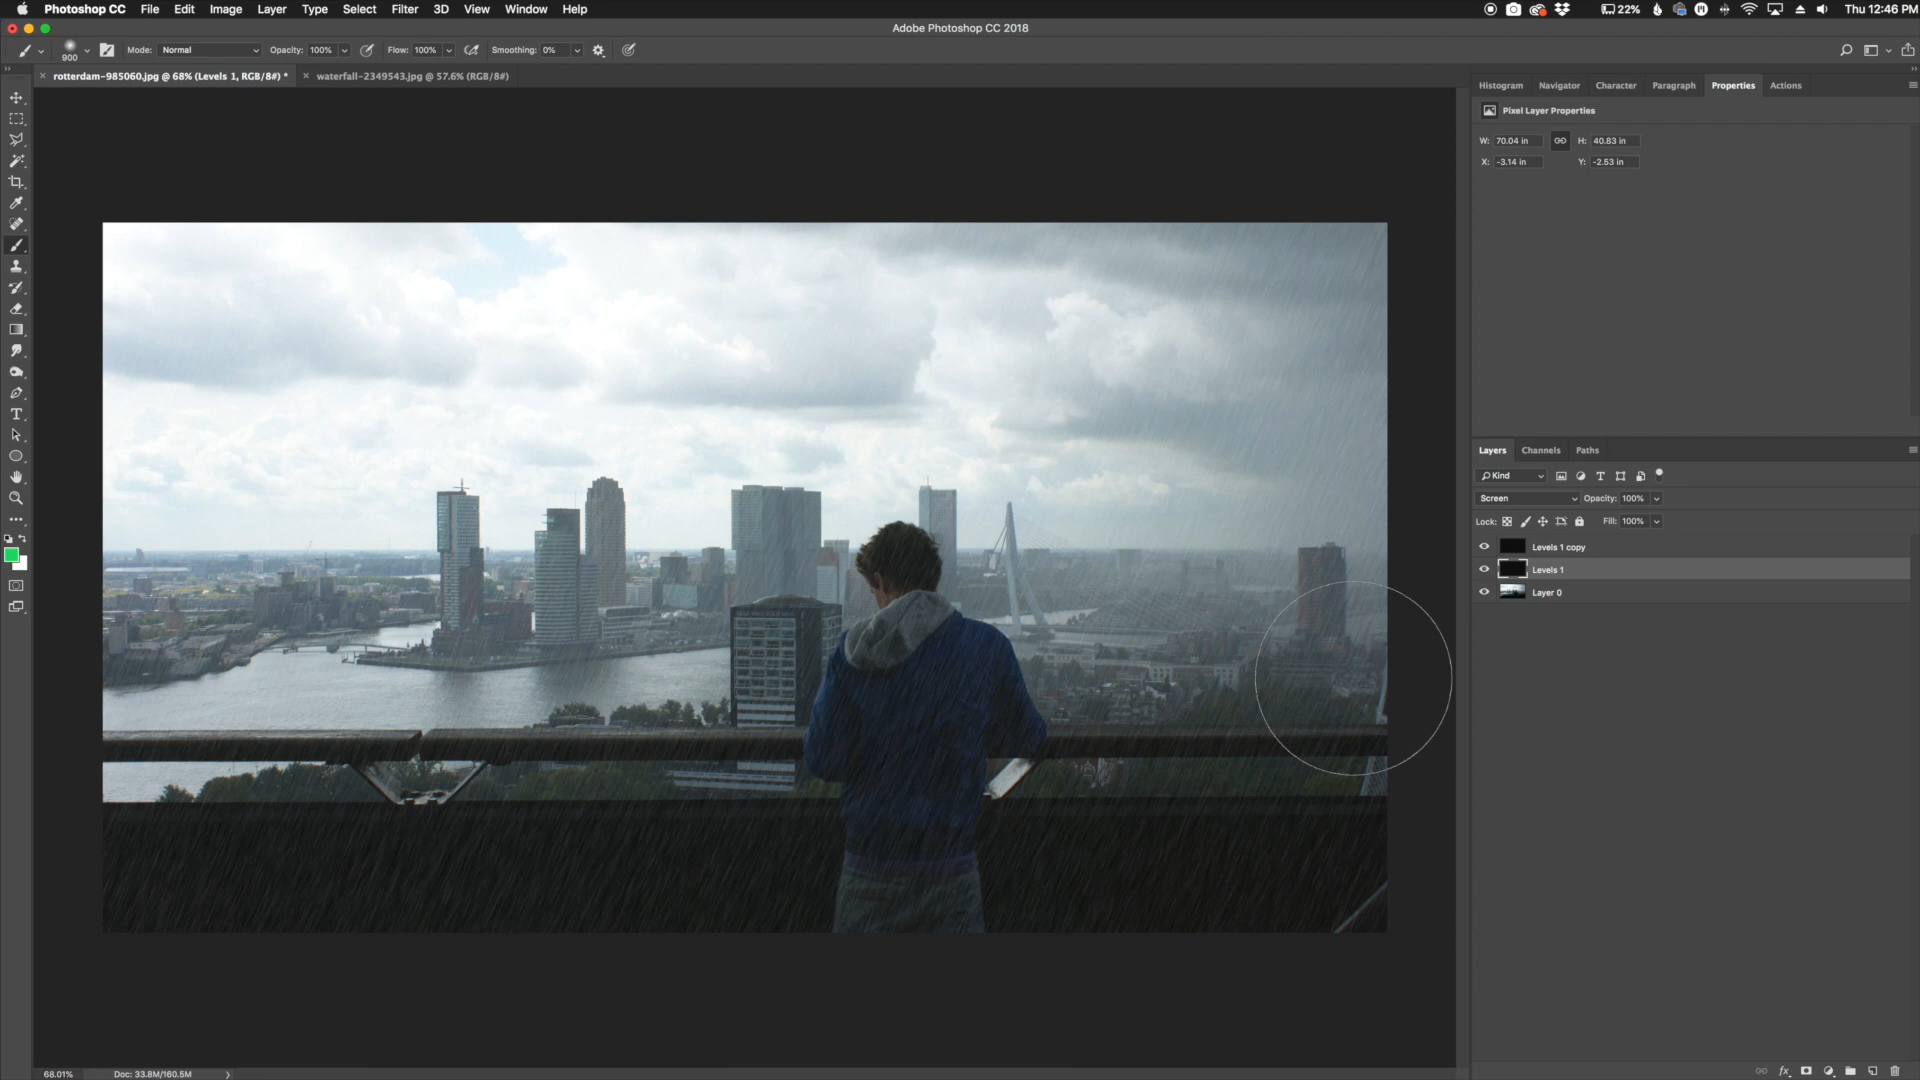 Photoshop CC File Edit Image Layer Type Select Filter 3D View Window Help 22% Thu 12:46 PM
Adobe Photoshop CC 2018
900 Mode: Normal Opacity: 100% Flow: 100% Smoothing: 0%
× rotterdam-985060.jpg @ 68% (Levels 1, RGB/8#) * × waterfall-2349543.jpg @ 57.6% (RGB/8#)
Histogram Navigator Character Paragraph Properties Actions
Pixel Layer Properties
W: 70.04 in H: 40.83 in
X: -3.14 in Y: -2.53 in
Layers Channels Paths
Kind
Screen Opacity: 100%
Lock: Fill: 100%
Levels 1 copy
Levels 1
Layer 0
68.01% Doc: 33.8M/160.5M